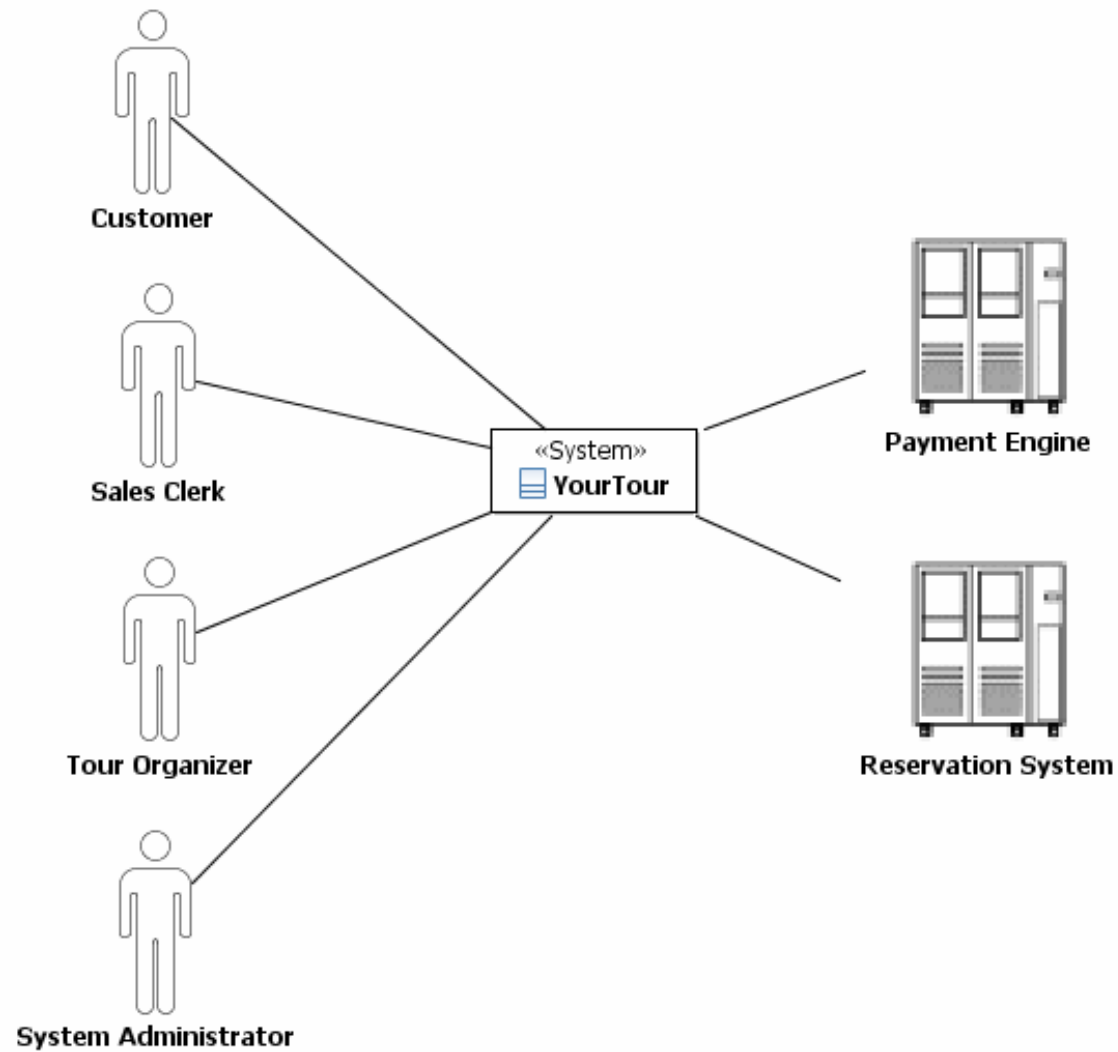 Customer
Sales Clerk
Tour Organizer
System Administrator
«System»
YourTour
Payment Engine
Reservation System